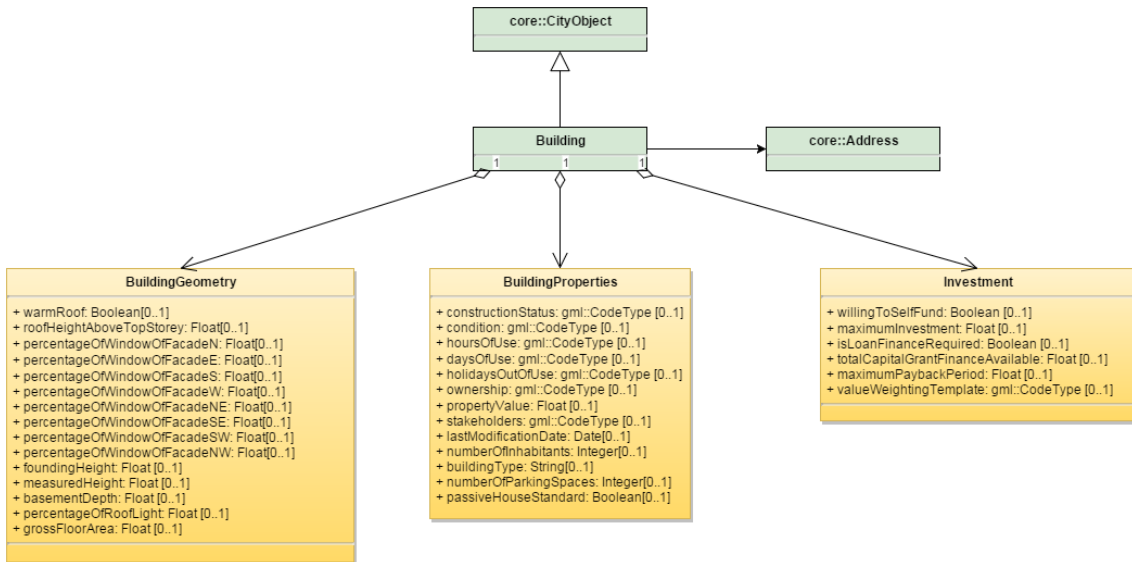 core::CityObject
Building
1
1
1
core::Address
BuildingGeometry
+ warmRoof: Boolean[0..1]
+ roofHeightAboveTopStorey: Float[0..1]
+ percentageOfWindowOfFacadeN: Float[0..1]
+ percentageOfWindowOfFacadeE: Float[0..1]
+ percentageOfWindowOfFacadeS: Float[0..1]
+ percentageOfWindowOfFacadeW: Float[0..1]
+ percentageOfWindowOfFacadeNE: Float[0..1]
+ percentageOfWindowOfFacadeSE: Float[0..1]
+ percentageOfWindowOfFacadeSW: Float[0..1]
+ percentageOfWindowOfFacadeNW: Float[0..1]
+ foundingHeight: Float [0..1]
+ measuredHeight: Float [0..1]
+ basementDepth: Float [0..1]
+ percentageOfRoofLight: Float [0..1]
+ grossFloorArea: Float [0..1]
BuildingProperties
+ constructionStatus: gml::CodeType [0..1]
+ condition: gml::CodeType [0..1]
+ hoursOfUse: gml::CodeType [0..1]
+ daysOfUse: gml::CodeType [0..1]
+ holidaysOutOfUse: gml::CodeType [0..1]
+ ownership: gml::CodeType [0..1]
+ propertyValue: Float [0..1]
+ stakeholders: gml::CodeType [0..1]
+ lastModificationDate: Date[0..1]
+ numberOfInhabitants: Integer[0..1]
+ buildingType: String[0..1]
+ numberOfParkingSpaces: Integer[0..1]
+ passiveHouseStandard: Boolean[0..1]
Investment
+ willingToSelfFund: Boolean [0..1]
+ maximumInvestment: Float [0..1]
+ isLoanFinanceRequired: Boolean [0..1]
+ totalCapitalGrantFinanceAvailable: Float [0..1]
+ maximumPaybackPeriod: Float [0..1]
+ valueWeightingTemplate: gml::CodeType [0..1]